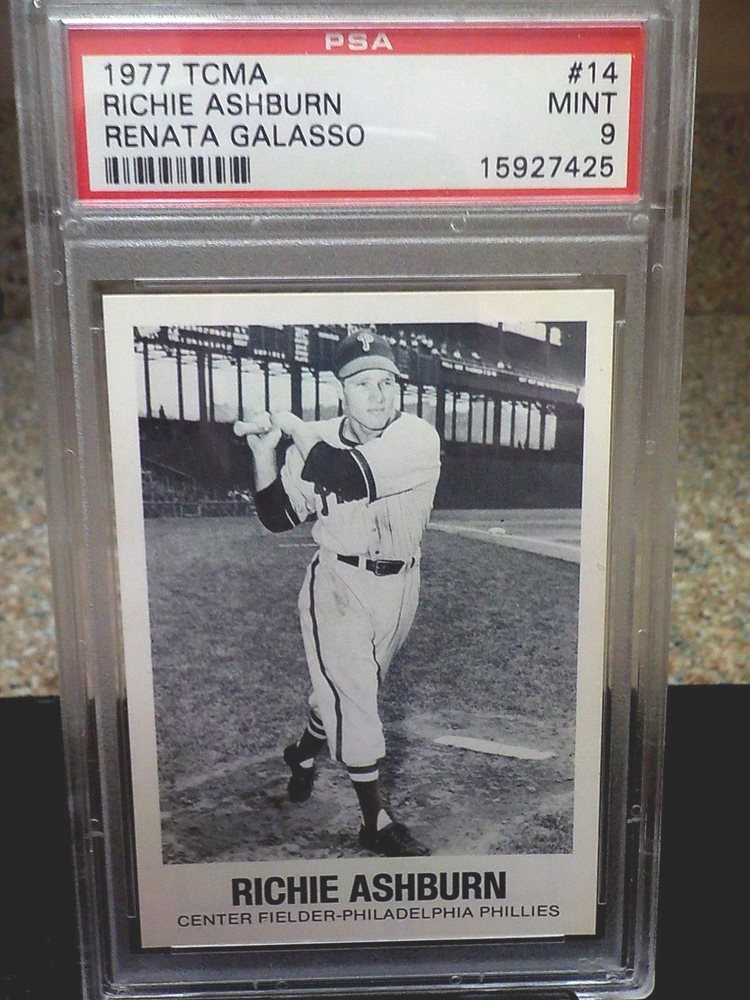 PSA
1977 TCMA #14
RICHIE ASHBURN MINT
RENATA GALASSO 9
15927425
T
RICHIE ASHBURN
CENTER FIELDER-PHILADELPHIA PHILLIES